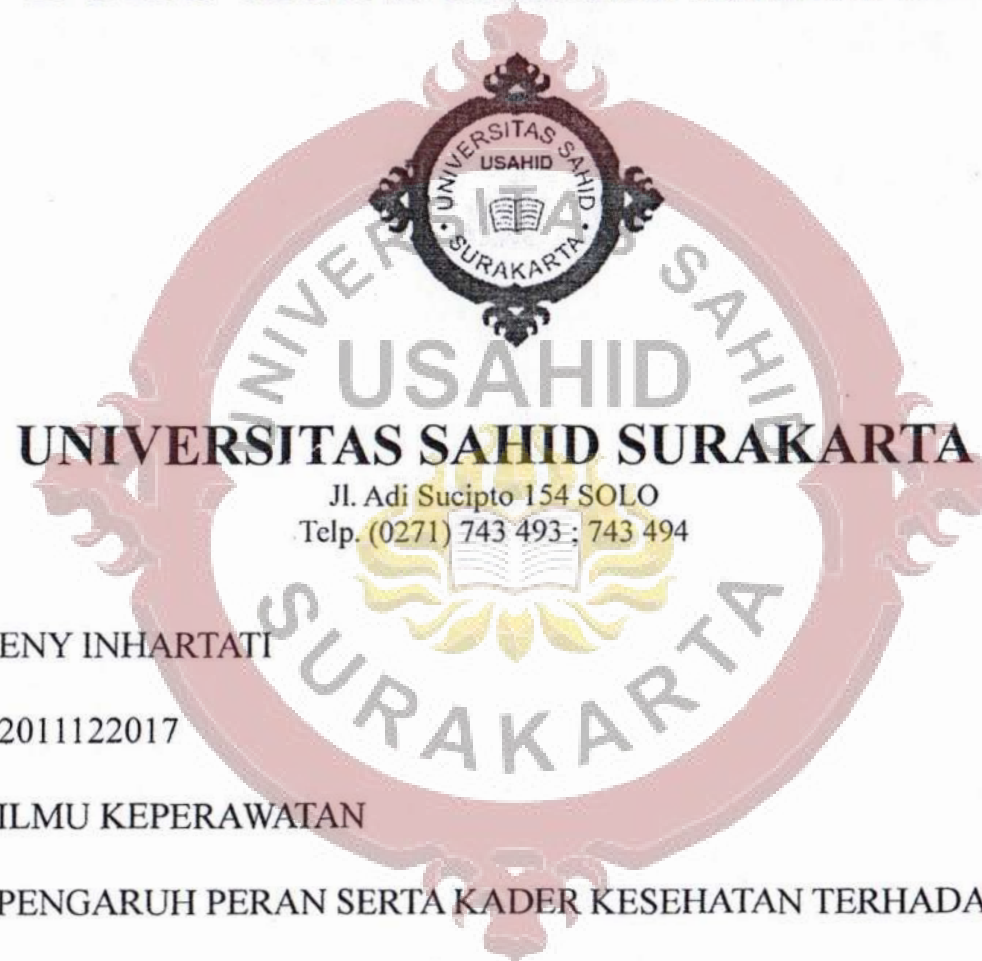 UNIVERSITAS SAHID
USAHID
SURAKARTA
UNIVERSITAS SAHID
USAHID
UNIVERSITAS SAHID SURAKARTA
Jl. Adi Sucipto 154 SOLO
Telp. (0271) 743 493 ; 743 494
SURAKARTA
ENY INHARTATI
2011122017
ILMU KEPERAWATAN
PENGARUH PERAN SERTA KADER KESEHATAN TERHADA